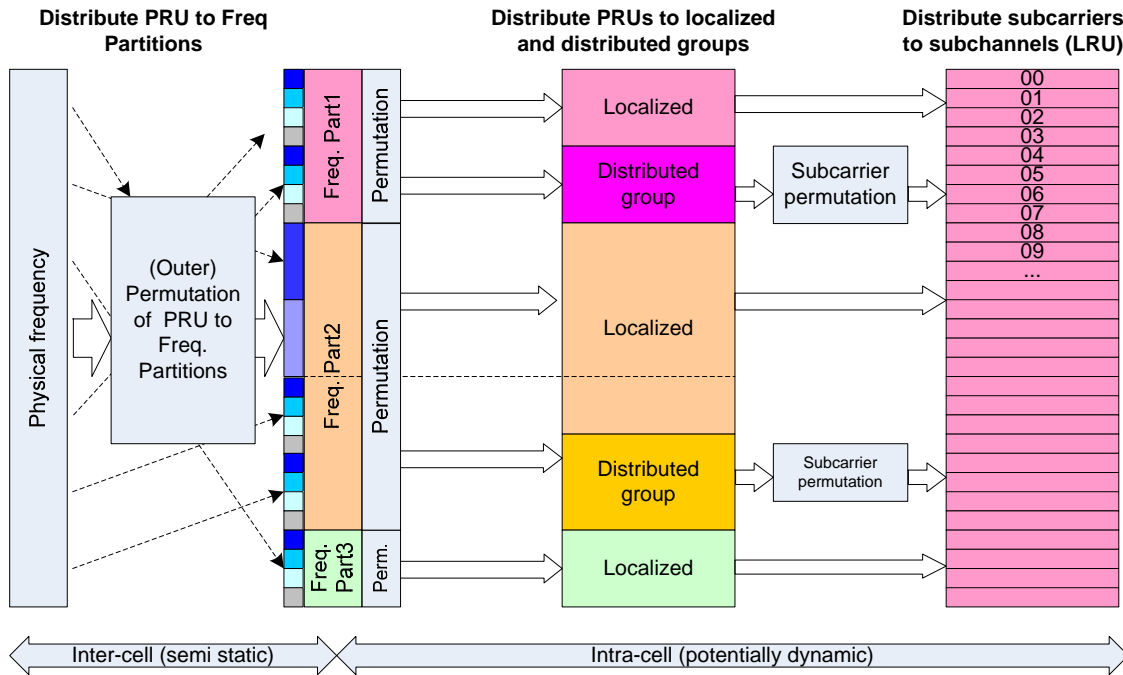 Distribute PRU to Freq
Partitions
Distribute PRUs to localized
and distributed groups
Distribute subcarriers
to subchannels (LRU)
Physical frequency
(Outer)
Permutation
of PRU to
Freq.
Partitions
Freq. Part1
Permutation
Freq. Part2
Permutation
Freq.
Part3
Perm.
Localized
Distributed
group
Localized
Distributed
group
Localized
Subcarrier
permutation
Subcarrier
permutation
00
01
02
03
04
05
06
07
08
09
...
Inter-cell (semi static)
Intra-cell (potentially dynamic)